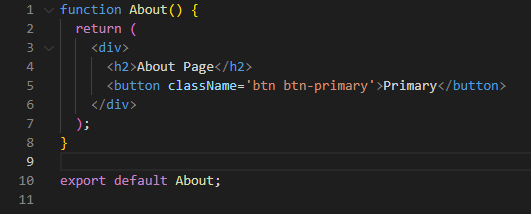 1 function About() {
2   return (
3     <div>
4       <h2>About Page</h2>
5       <button className='btn btn-primary'>Primary</button>
6     </div>
7   );
8 }
9
10 export default About;
11